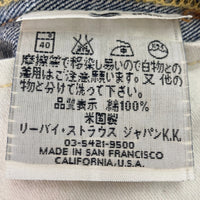 40
摩擦等で移染し易いので白物との
着用はご注意願います。又、他
の物と分けて洗って下さい。
品質表示 綿100%
米国製
リーバイ・ストラウス ジャパンK.K.
03-5421-9500
MADE IN SAN FRANCISCO
CALIFORNIA, U.S.A.